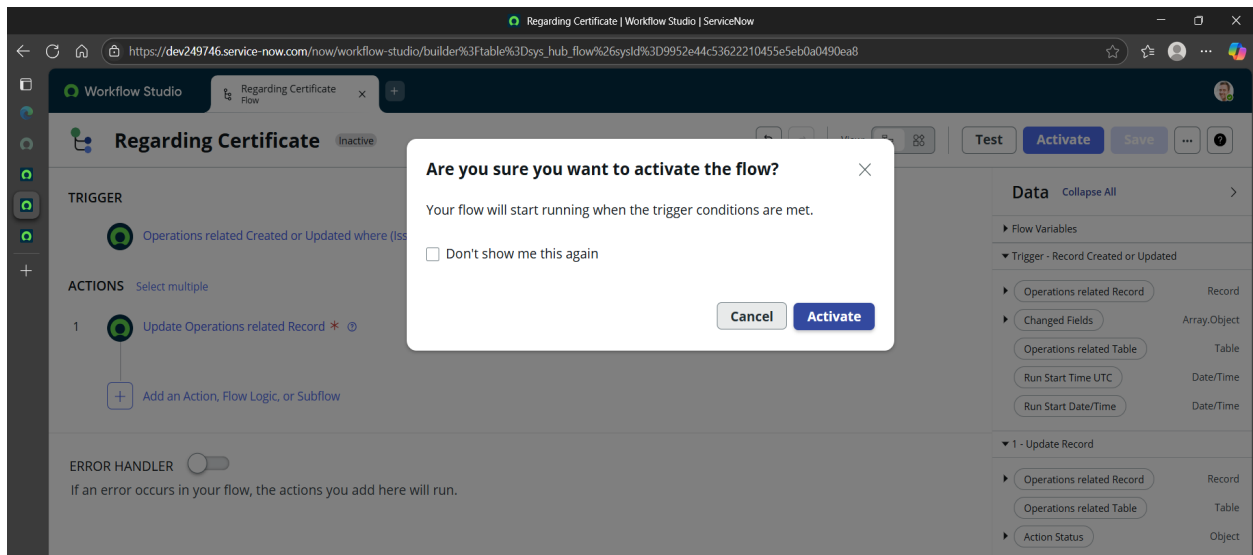 Regarding Certificate | Workflow Studio | ServiceNow
https://dev249746.service-now.com/now/workflow-studio/builder%3Ftable%3Dsys_hub_flow%26sysId%3D9952e44c53622210455e5eb0a0490ea8
Workflow Studio
Regarding Certificate
Flow
Regarding Certificate Inactive
Test Activate Save
Are you sure you want to activate the flow?
Your flow will start running when the trigger conditions are met.
Don't show me this again
Cancel Activate
TRIGGER
Operations related Created or Updated where (Iss
ACTIONS Select multiple
1 Update Operations related Record *
Add an Action, Flow Logic, or Subflow
ERROR HANDLER
If an error occurs in your flow, the actions you add here will run.
Data Collapse All
Flow Variables
Trigger - Record Created or Updated
Operations related Record Record
Changed Fields Array.Object
Operations related Table Table
Run Start Time UTC Date/Time
Run Start Date/Time Date/Time
1 - Update Record
Operations related Record Record
Operations related Table Table
Action Status Object